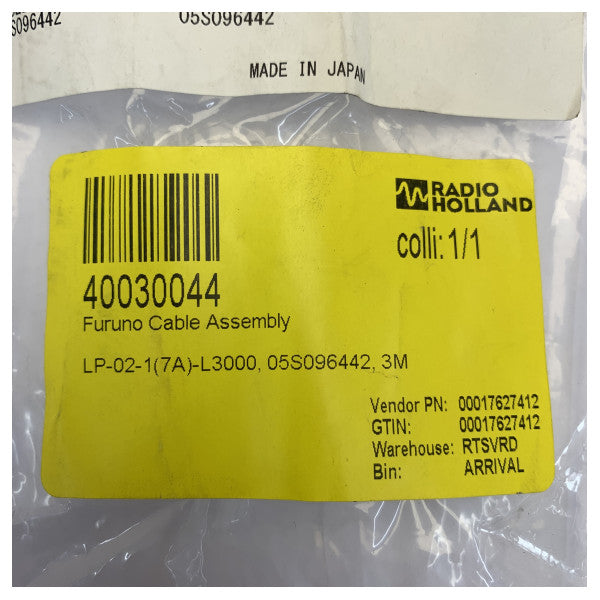 S096442 05S096442
MADE IN JAPAN
RADIO
HOLLAND
colli: 1/1
40030044
Furuno Cable Assembly
LP-02-1(7A)-L3000, 05S096442, 3M
Vendor PN: 00017627412
GTIN: 00017627412
Warehouse: RTSVRD
Bin: ARRIVAL